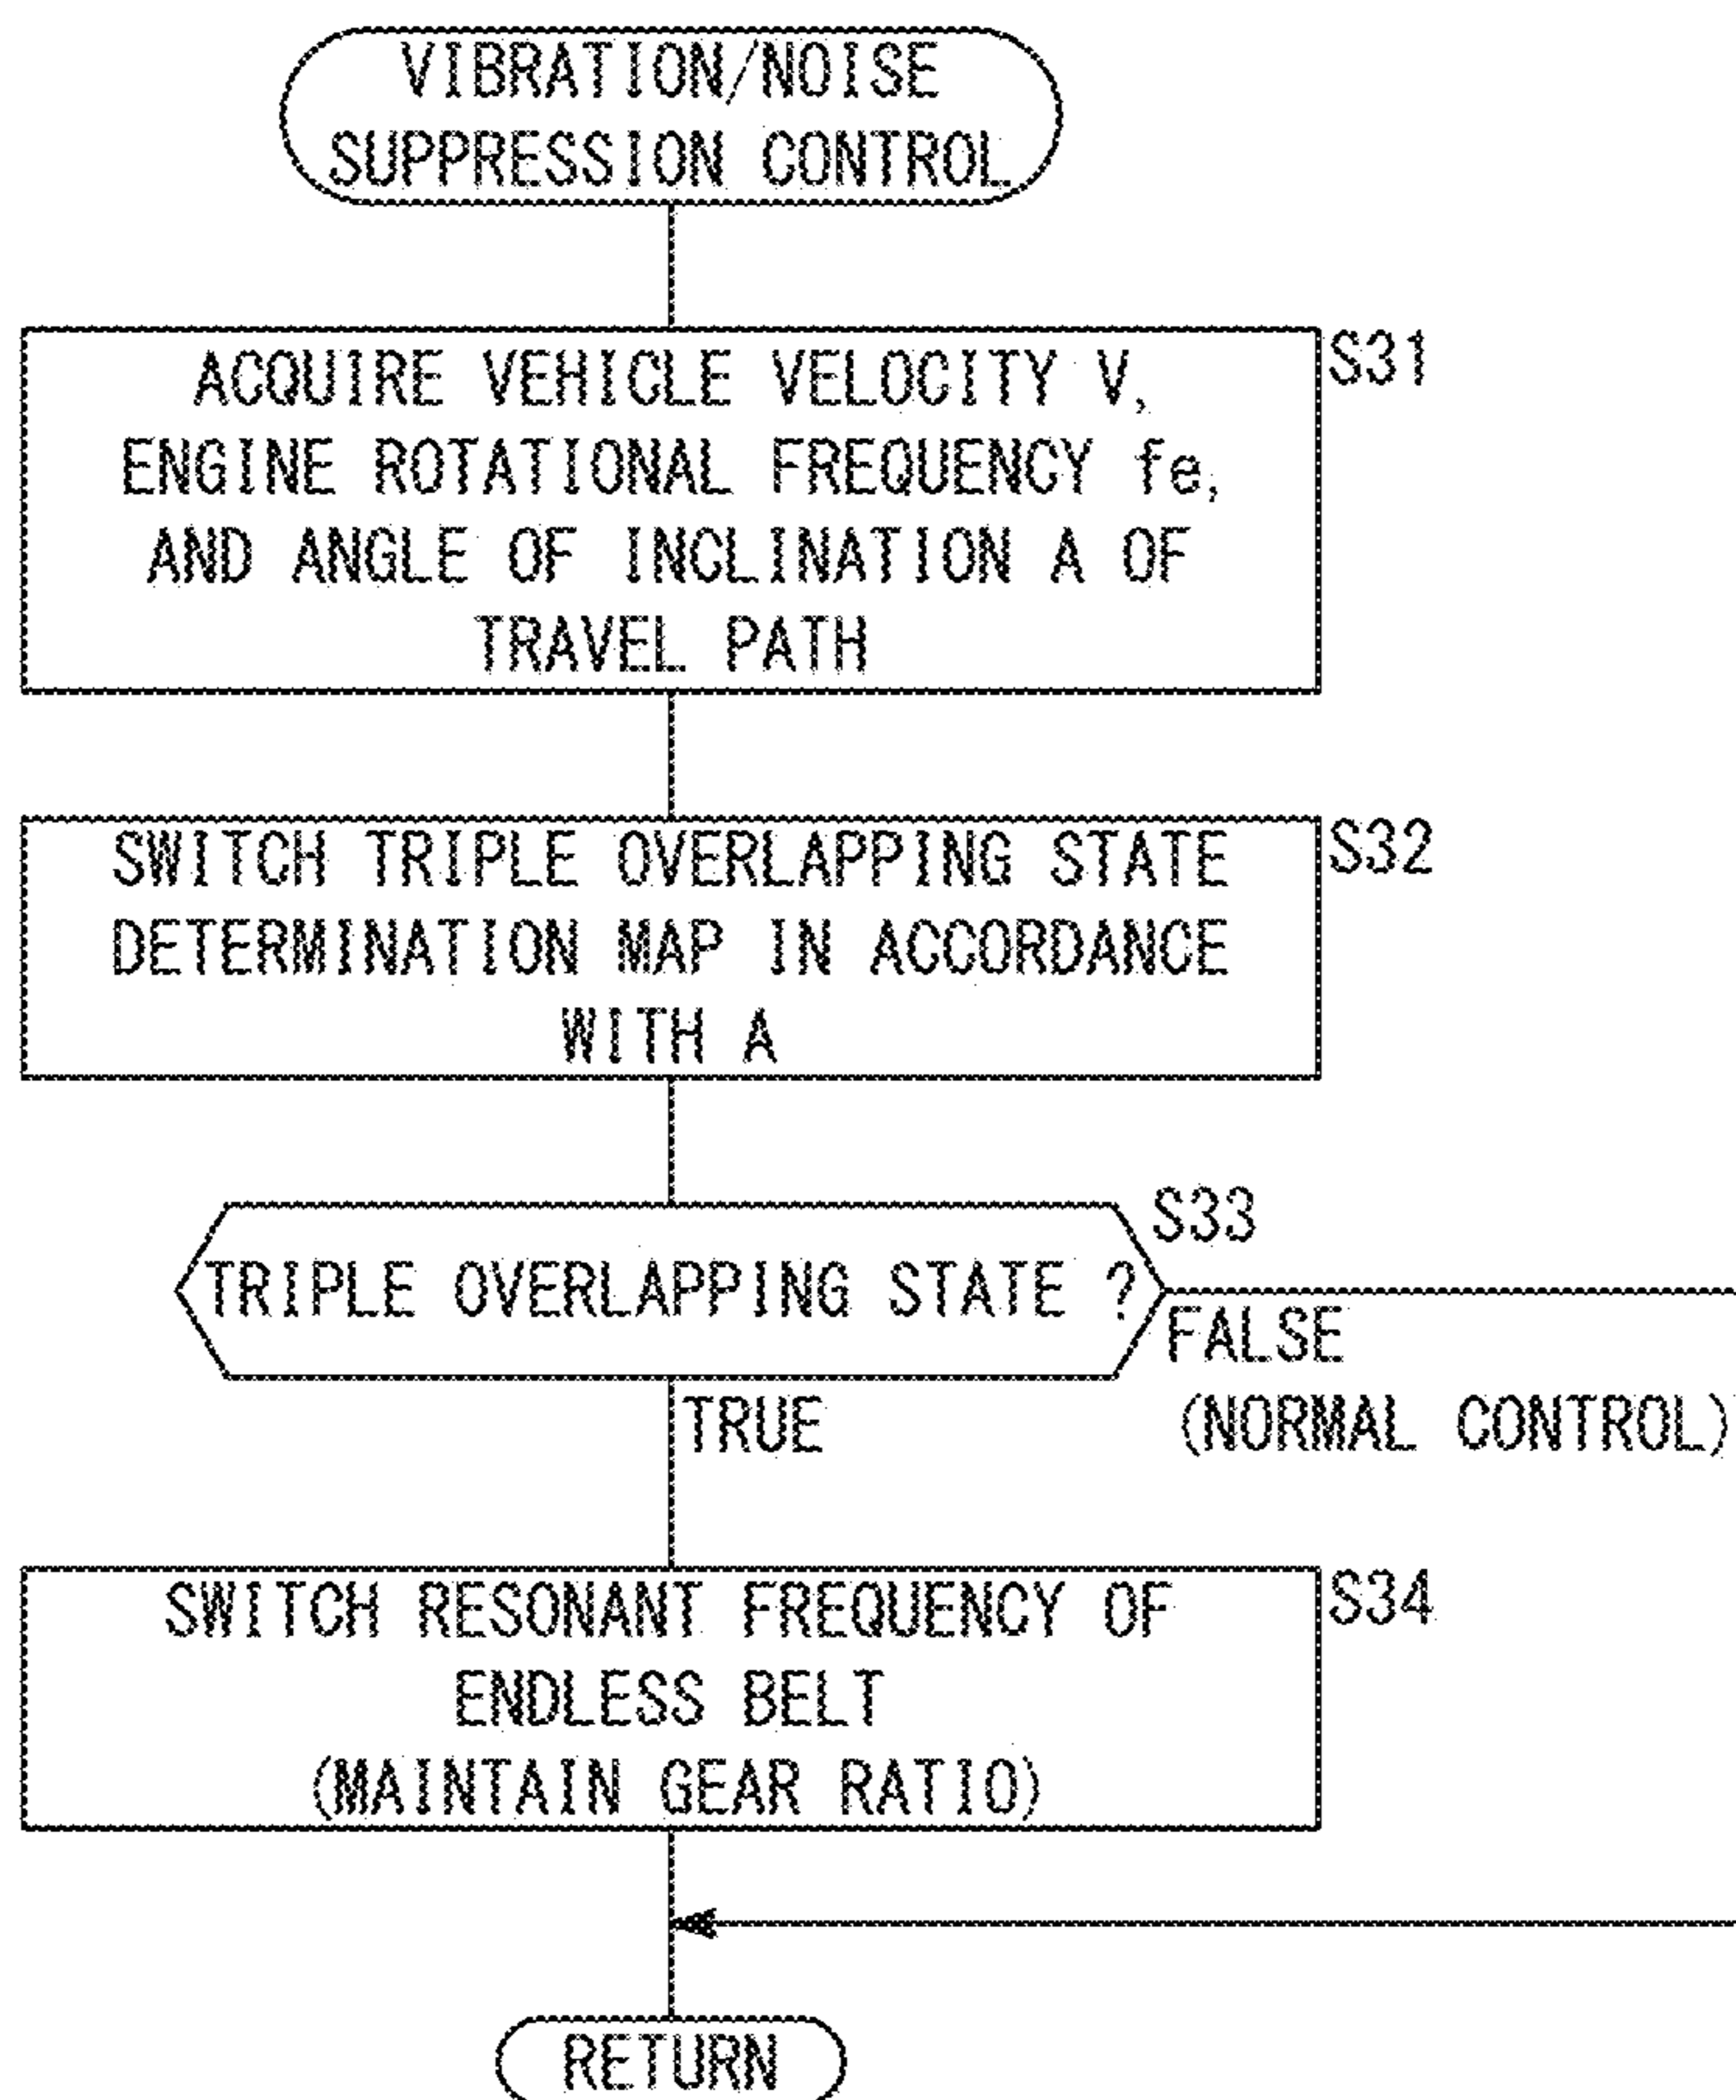 VIBRATION/NOISE
SUPPRESSION CONTROL
S31
ACQUIRE VEHICLE VELOCITY V,
ENGINE ROTATIONAL FREQUENCY fe,
AND ANGLE OF INCLINATION A OF
TRAVEL PATH
S32
SWITCH TRIPLE OVERLAPPING STATE
DETERMINATION MAP IN ACCORDANCE
WITH A
S33
TRIPLE OVERLAPPING STATE ?
FALSE
(NORMAL CONTROL)
TRUE
S34
SWITCH RESONANT FREQUENCY OF
ENDLESS BELT
(MAINTAIN GEAR RATIO)
RETURN